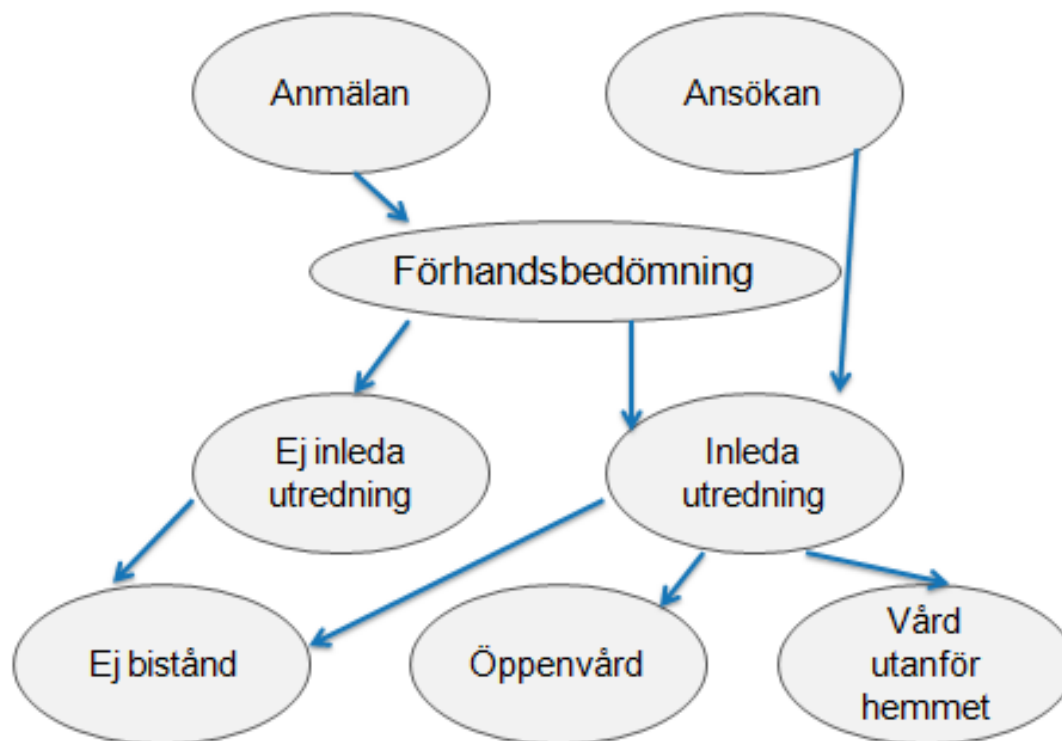 Anmälan
Ansökan
Förhandsbedömning
Ej inleda
utredning
Inleda
utredning
Ej bistånd
Öppenvård
Vård
utanför
hemmet